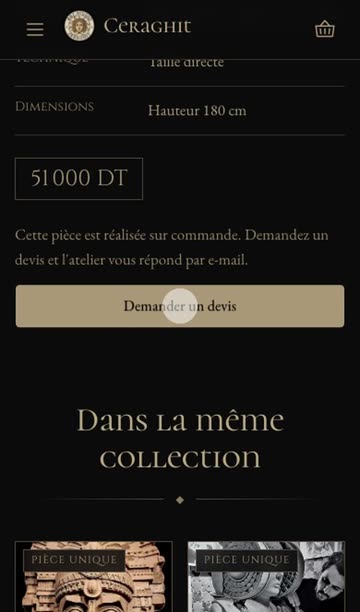 Ceraghit
Technique
Taille directe
Dimensions
Hauteur 180 cm
51000 DT
Cette pièce est réalisée sur commande. Demandez un
devis et l'atelier vous répond par e-mail.
Demander un devis
Dans la même
collection
PIÈCE UNIQUE
PIÈCE UNIQUE